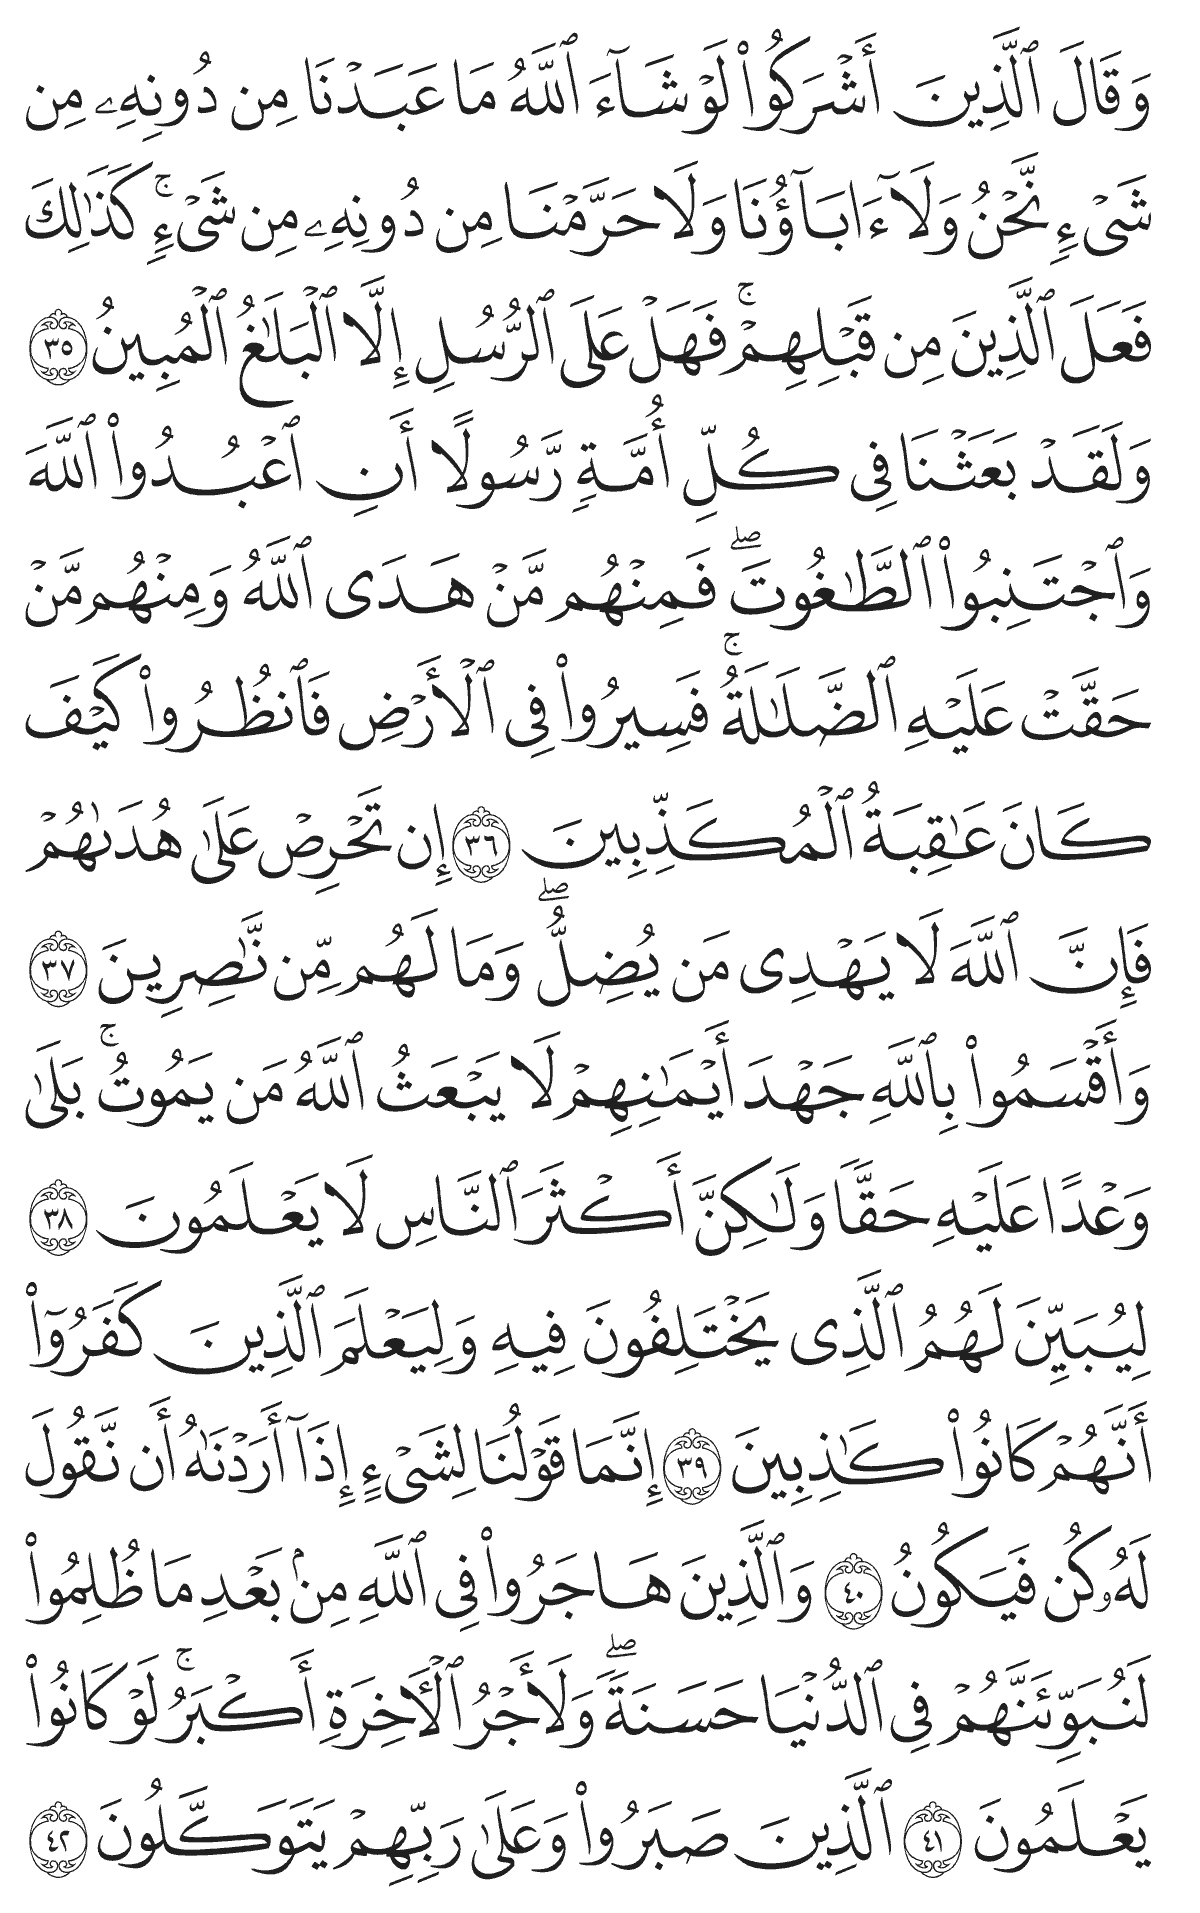 وَقَالَ ٱلَّذِينَ أَشۡرَكُوا۟ لَوۡ شَآءَ ٱللَّهُ مَا عَبَدۡنَا مِن دُونِهِۦ مِن
شَىۡءٍ نَّحۡنُ وَلَآ ءَابَآؤُنَا وَلَا حَرَّمۡنَا مِن دُونِهِۦ مِن شَىۡءٍۚ كَذَٰلِكَ
فَعَلَ ٱلَّذِينَ مِن قَبۡلِهِمۡۚ فَهَلۡ عَلَى ٱلرُّسُلِ إِلَّا ٱلۡبَلَٰغُ ٱلۡمُبِينُ ٣٥
وَلَقَدۡ بَعَثۡنَا فِى كُلِّ أُمَّةٍ رَّسُولًا أَنِ ٱعۡبُدُوا۟ ٱللَّهَ
وَٱجۡتَنِبُوا۟ ٱلطَّٰغُوتَۖ فَمِنۡهُم مَّنۡ هَدَى ٱللَّهُ وَمِنۡهُم مَّنۡ
حَقَّتۡ عَلَيۡهِ ٱلضَّلَٰلَةُۚ فَسِيرُوا۟ فِى ٱلۡأَرۡضِ فَٱنظُرُوا۟ كَيۡفَ
كَانَ عَٰقِبَةُ ٱلۡمُكَذِّبِينَ ٣٦ إِن تَحۡرِصۡ عَلَىٰ هُدَىٰهُمۡ
فَإِنَّ ٱللَّهَ لَا يَهۡدِى مَن يُضِلُّۖ وَمَا لَهُم مِّن نَّٰصِرِينَ ٣٧
وَأَقۡسَمُوا۟ بِٱللَّهِ جَهۡدَ أَيۡمَٰنِهِمۡ لَا يَبۡعَثُ ٱللَّهُ مَن يَمُوتُۚ بَلَىٰ
وَعۡدًا عَلَيۡهِ حَقًّا وَلَٰكِنَّ أَكۡثَرَ ٱلنَّاسِ لَا يَعۡلَمُونَ ٣٨
لِيُبَيِّنَ لَهُمُ ٱلَّذِى يَخۡتَلِفُونَ فِيهِ وَلِيَعۡلَمَ ٱلَّذِينَ كَفَرُوٓا۟
أَنَّهُمۡ كَانُوا۟ كَٰذِبِينَ ٣٩ إِنَّمَا قَوۡلُنَا لِشَىۡءٍ إِذَآ أَرَدۡنَٰهُ أَن نَّقُولَ
لَهُۥ كُن فَيَكُونُ ٤٠ وَٱلَّذِينَ هَاجَرُوا۟ فِى ٱللَّهِ مِنۢ بَعۡدِ مَا ظُلِمُوا۟
لَنُبَوِّئَنَّهُمۡ فِى ٱلدُّنۡيَا حَسَنَةًۖ وَلَأَجۡرُ ٱلۡأَخِرَةِ أَكۡبَرُۚ لَوۡ كَانُوا۟
يَعۡلَمُونَ ٤١ ٱلَّذِينَ صَبَرُوا۟ وَعَلَىٰ رَبِّهِمۡ يَتَوَكَّلُونَ ٤٢